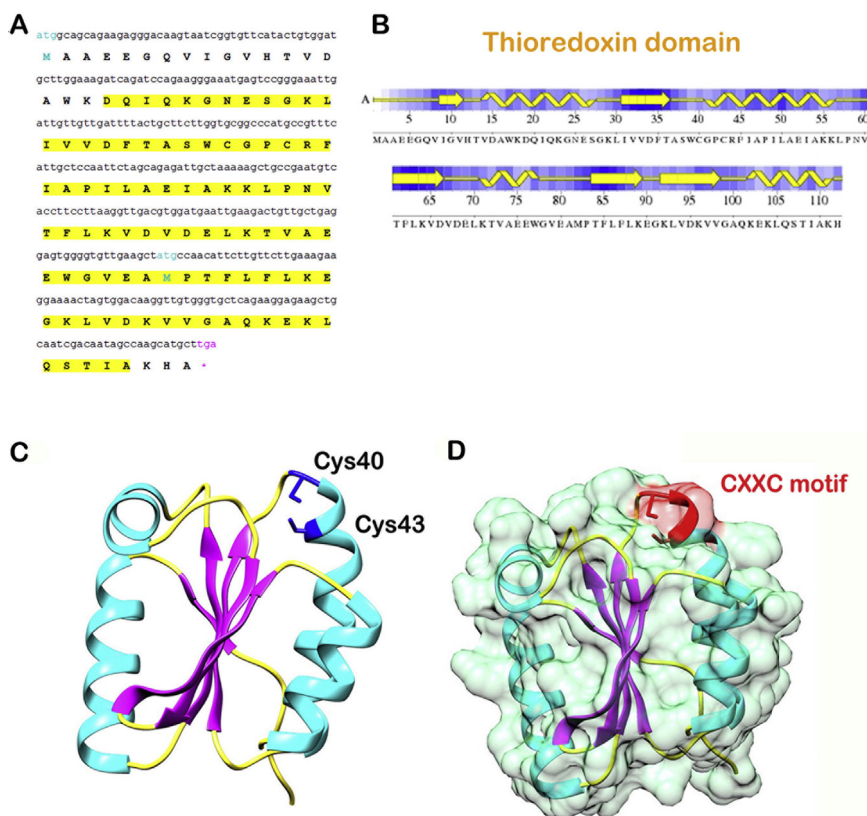 A
atggcagcagaagagggacaagtaatcggtgttcatactgtggat
M A A E E G Q V I G V H T V D
gcttggaaagatcagatccagaagggaaatgagtccgggaaattg
A W K D Q I Q K G N E S G K L
attgttgttgattttactgcttcttggtgcggcccatgccgtttc
I V V D F T A S W C G P C R F
attgctccaattctagcagagattgctaaaaagctgccgaatgtc
I A P I L A E I A K K L P N V
accttccttaaggttgacgtggatgaattgaagactgttgctgag
T F L K V D V D E L K T V A E
gagtggggtgttgaagctatgccaacattcttgttcttgaaagaa
E W G V E A M P T F L F L K E
ggaaaactagtggacaaggttgtgggtgctcagaaggagaagctg
G K L V D K V V G A Q K E K L
caatcgacaatagccaagcatgcttga
Q S T I A K H A *
B
Thioredoxin domain
A
5 10 15 20 25 30 35 40 45 50 55 60
MAAEEGQVIGVHTVDAWKDQIQKGNESGKLIVVDFTASWCGPCRFIAPILAEIAKKLPNV
65 70 75 80 85 90 95 100 105 110
TFLKVDVDELKTVAEEWGVEAMPTFLFLKEGKLVDKVVGAQKEKLQSTIAKH
C
Cys40
Cys43
D
CXXC motif